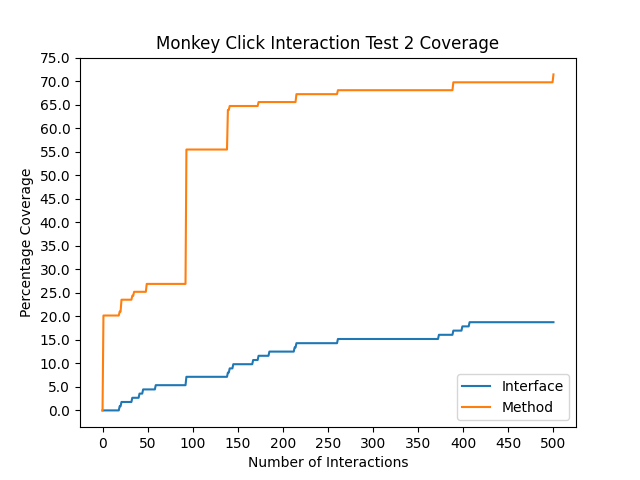 Monkey Click Interaction Test 2 Coverage
75.0
70.0
65.0
60.0
55.0
50.0
45.0
40.0
35.0
30.0
25.0
20.0
15.0
10.0
5.0
0.0
Percentage Coverage
Interface
Method
0 50 100 150 200 250 300 350 400 450 500
Number of Interactions